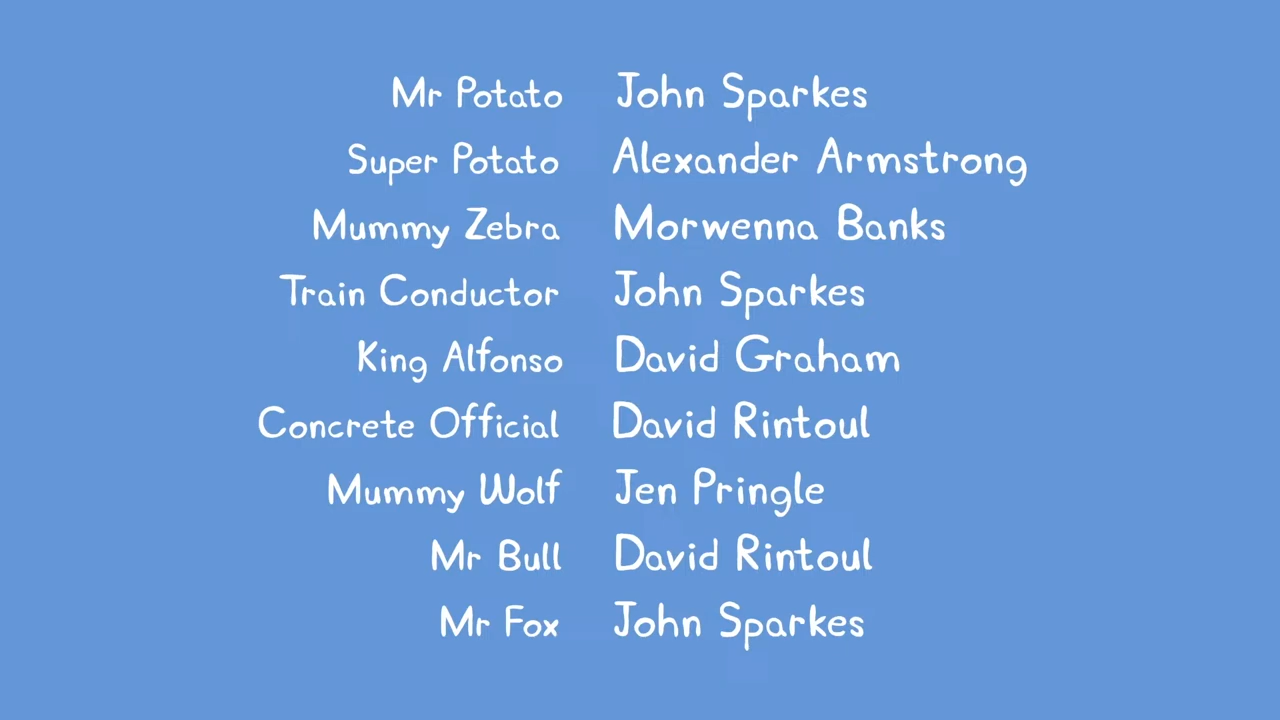 Mr Potato John Sparkes
Super Potato Alexander Armstrong
Mummy Zebra Morwenna Banks
Train Conductor John Sparkes
King Alfonso David Graham
Concrete Official David Rintoul
Mummy Wolf Jen Pringle
Mr Bull David Rintoul
Mr Fox John Sparkes